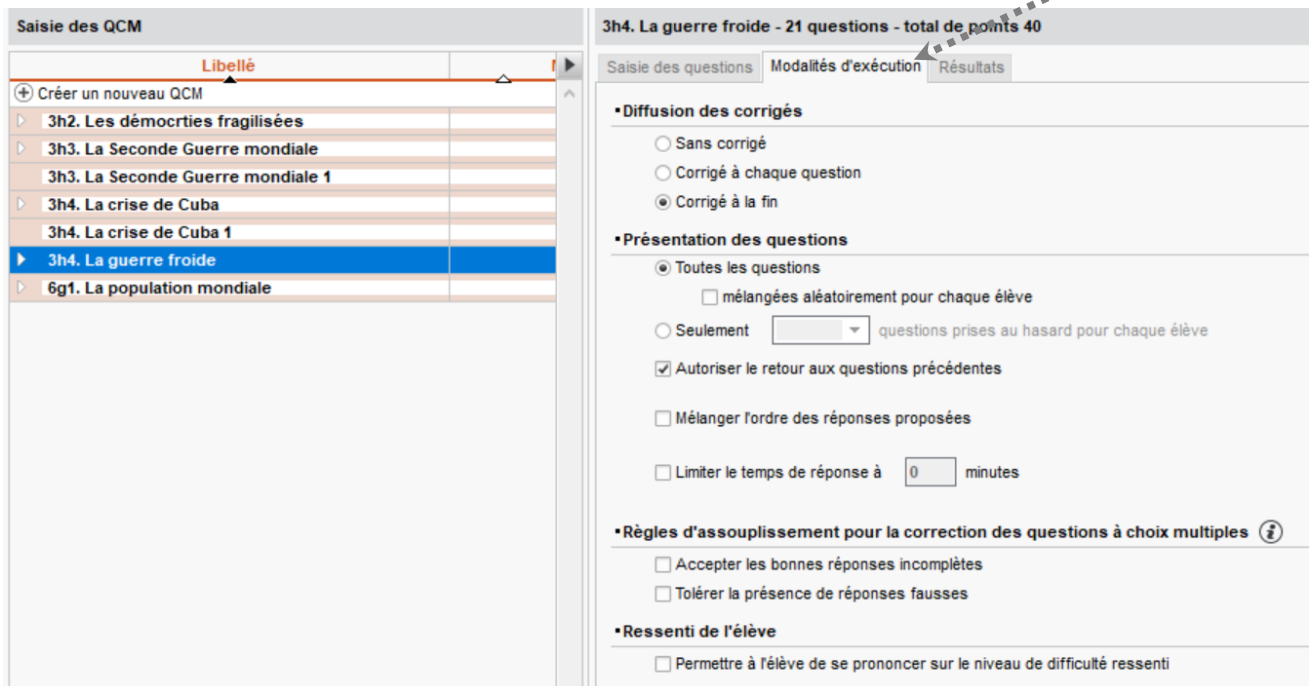 Saisie des QCM
Libellé
Créer un nouveau QCM
3h2. Les démocrties fragilisées
3h3. La Seconde Guerre mondiale
3h3. La Seconde Guerre mondiale 1
3h4. La crise de Cuba
3h4. La crise de Cuba 1
3h4. La guerre froide
6g1. La population mondiale
3h4. La guerre froide - 21 questions - total de points 40
Saisie des questions Modalités d'exécution Résultats
▪Diffusion des corrigés
Sans corrigé
Corrigé à chaque question
Corrigé à la fin
▪Présentation des questions
Toutes les questions
mélangées aléatoirement pour chaque élève
Seulement questions prises au hasard pour chaque élève
Autoriser le retour aux questions précédentes
Mélanger l'ordre des réponses proposées
Limiter le temps de réponse à 0 minutes
▪Règles d'assouplissement pour la correction des questions à choix multiples i
Accepter les bonnes réponses incomplètes
Tolérer la présence de réponses fausses
▪Ressenti de l'élève
Permettre à l'élève de se prononcer sur le niveau de difficulté ressenti